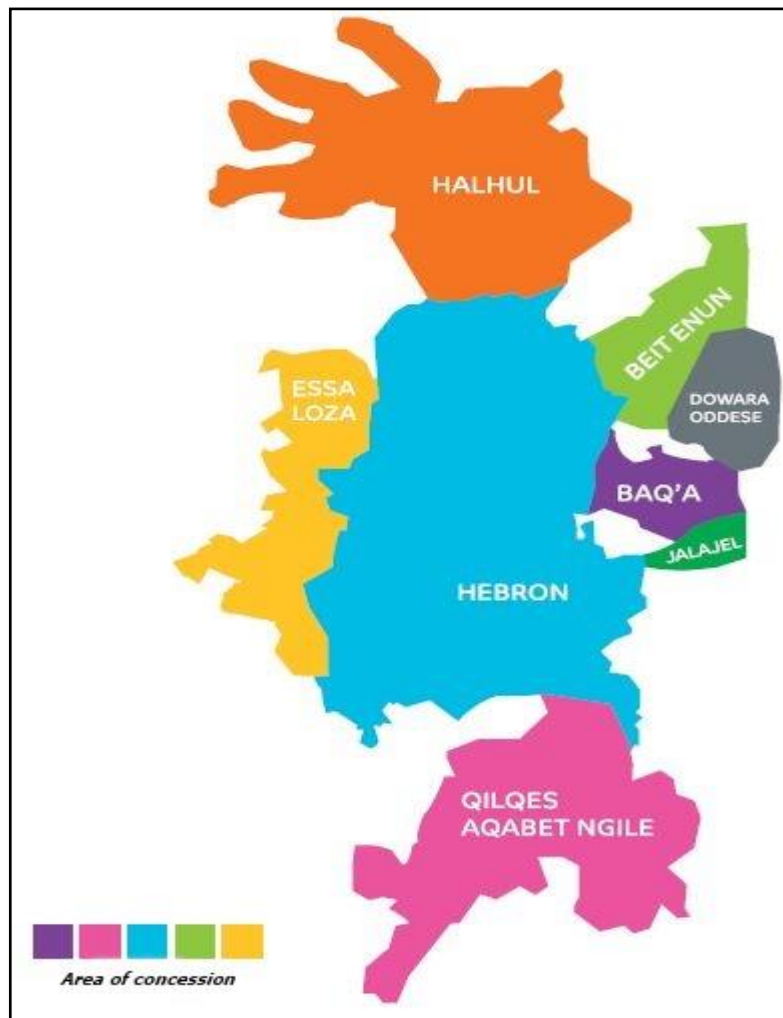 HALHUL
BEIT ENUN
ESSA
LOZA
DOWARA
ODDESE
BAQ'A
JALAJEL
HEBRON
QILQES
AQABET NGILE
Area of concession